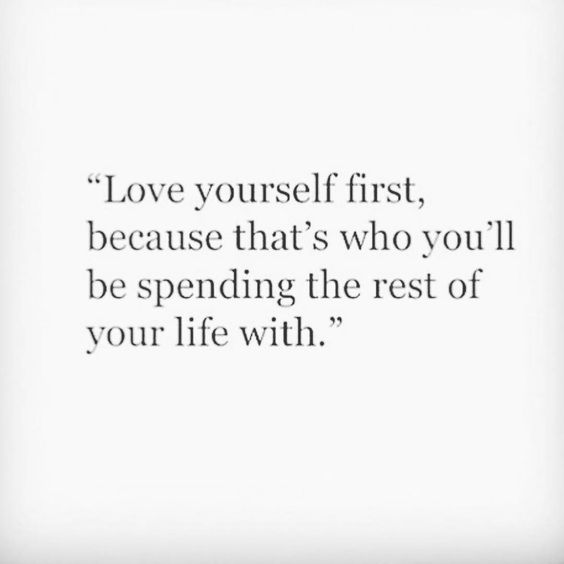 “Love yourself first,
because that’s who you’ll
be spending the rest of
your life with.”